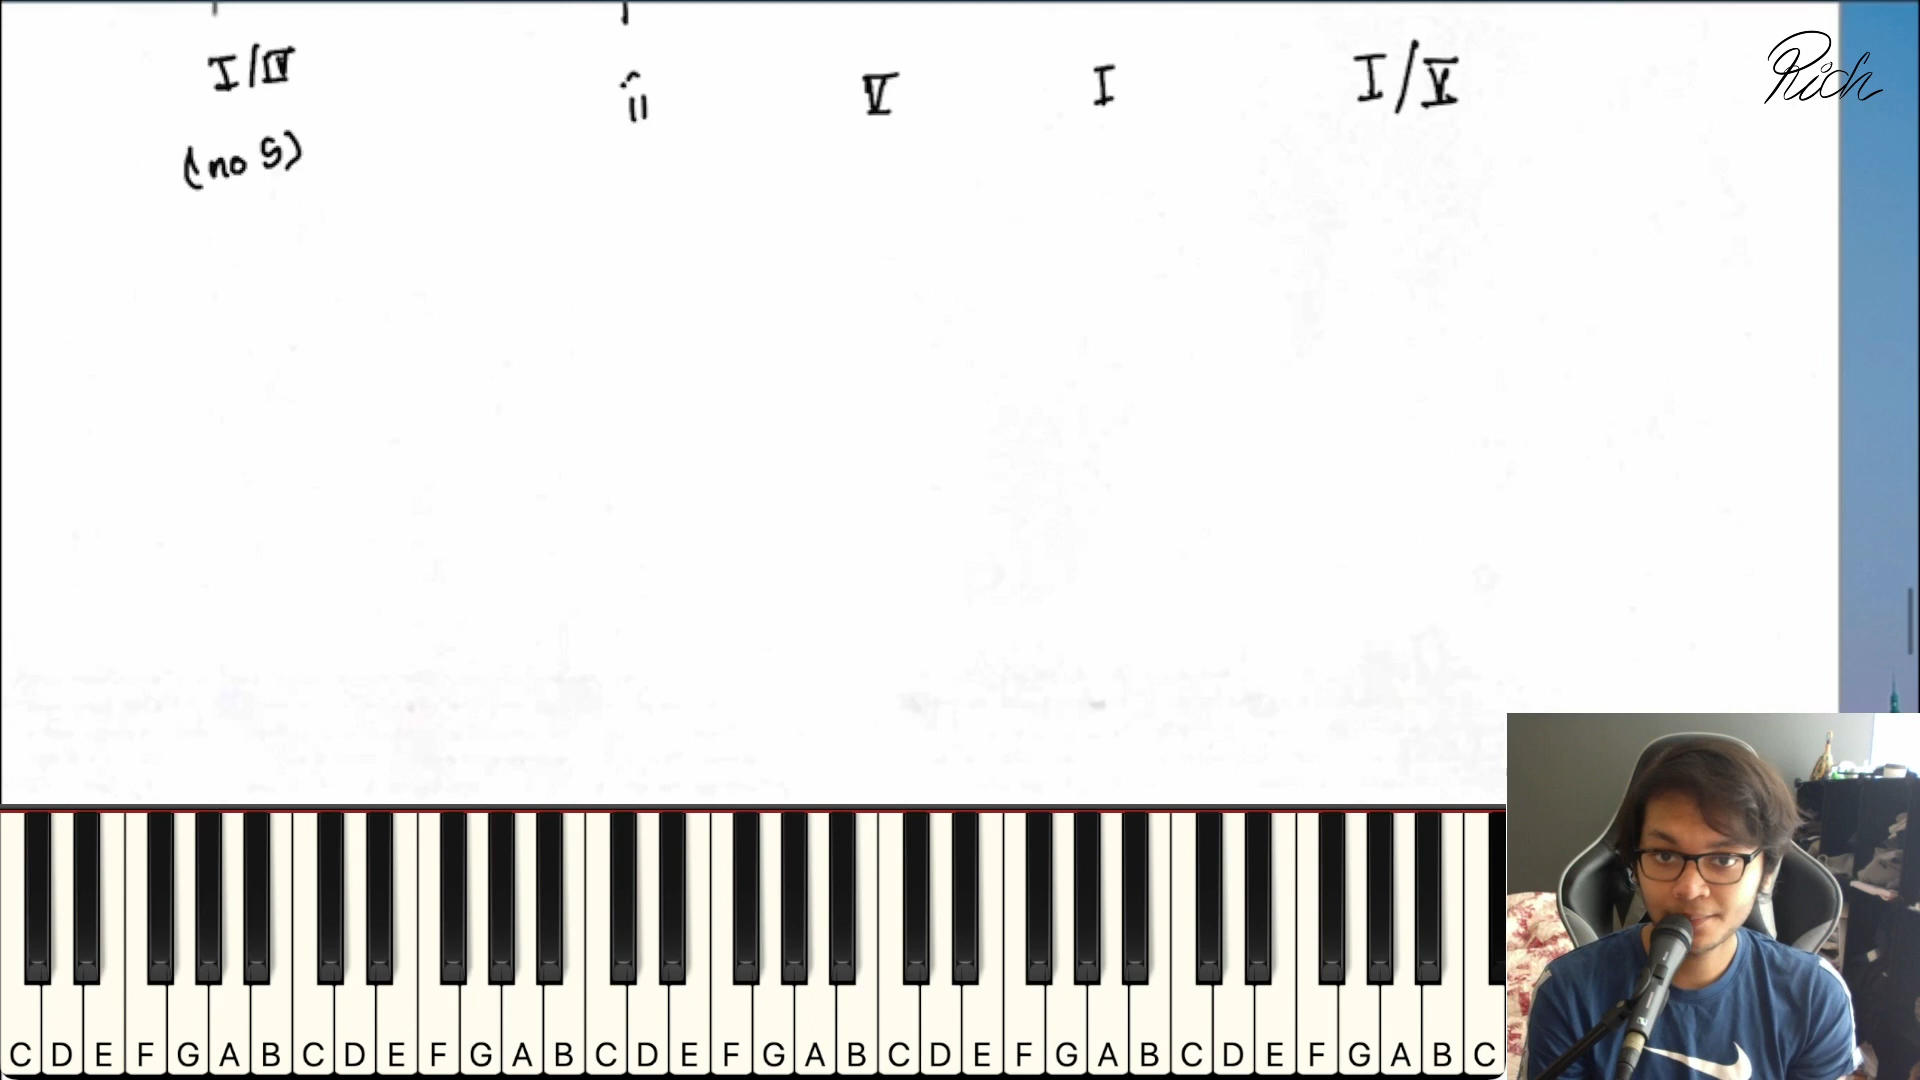 I/IV ii V I I/V
(no 5)
Rich
C D E F G A B C D E F G A B C D E F G A B C D E F G A B C D E F G A B C